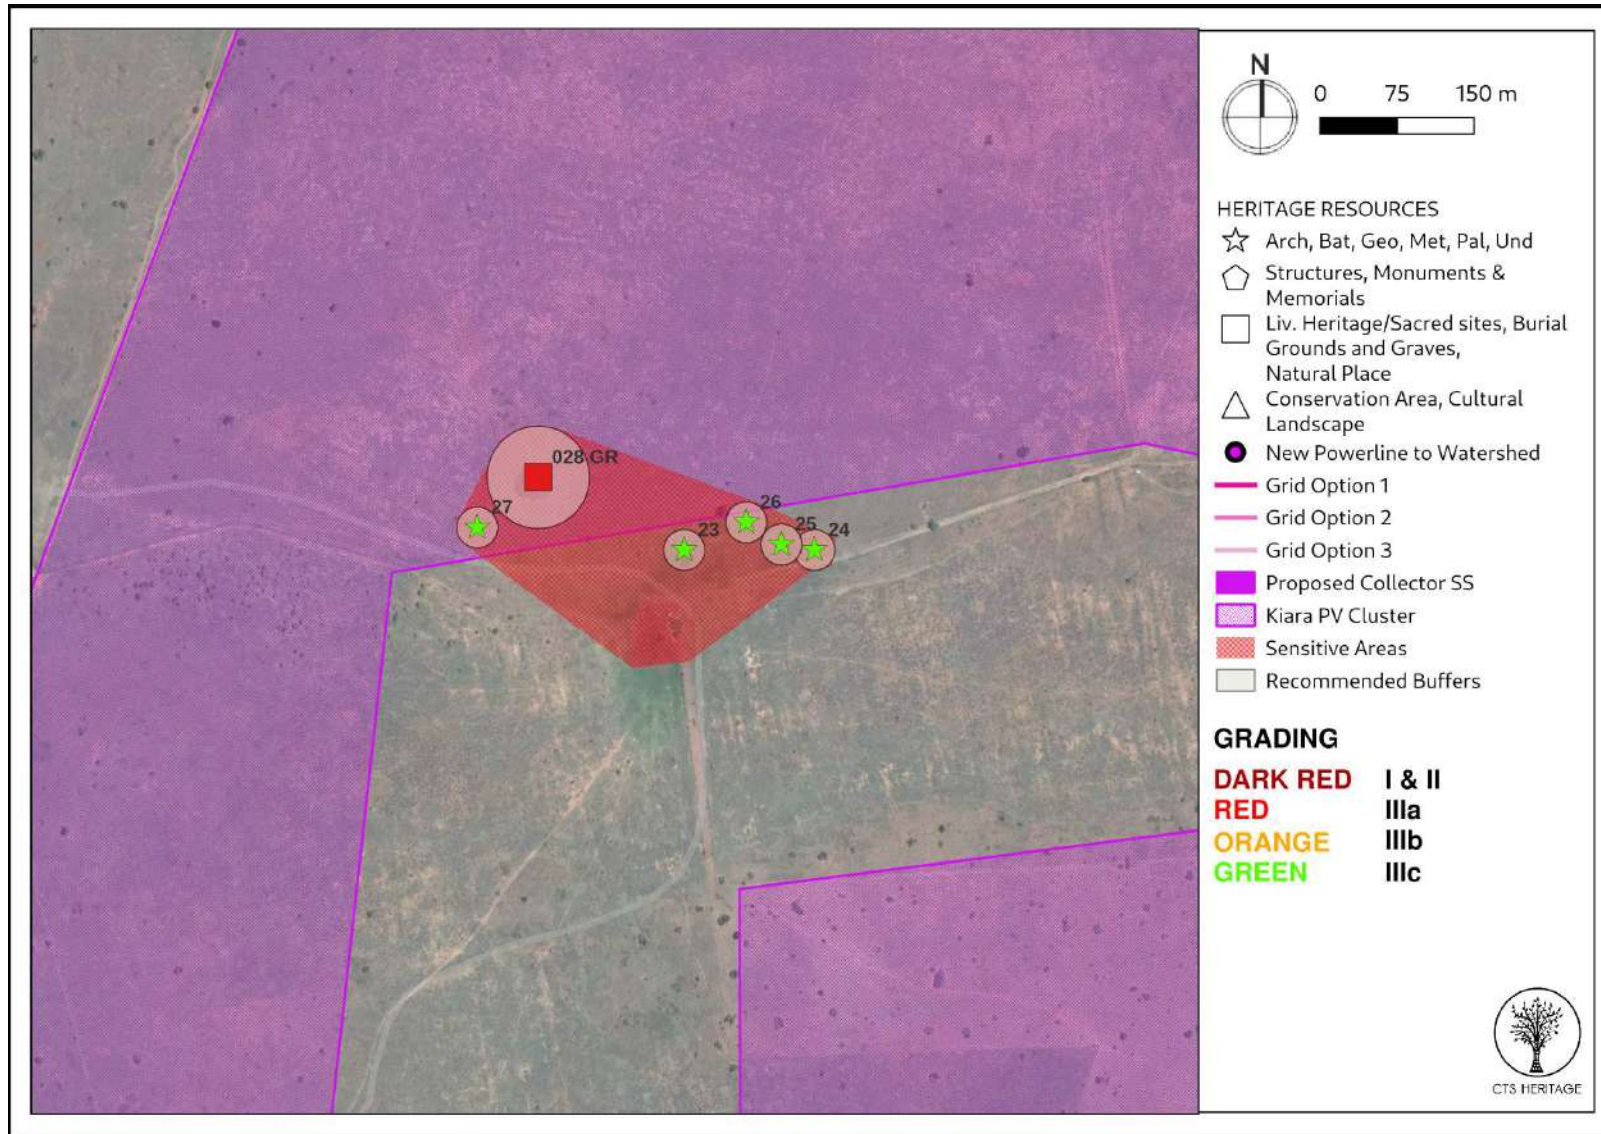 028 GR
27
26
23
25
24
N
0 75 150 m
HERITAGE RESOURCES
Arch, Bat, Geo, Met, Pal, Und
Structures, Monuments &
Memorials
Liv. Heritage/Sacred sites, Burial
Grounds and Graves,
Natural Place
Conservation Area, Cultural
Landscape
New Powerline to Watershed
Grid Option 1
Grid Option 2
Grid Option 3
Proposed Collector SS
Kiara PV Cluster
Sensitive Areas
Recommended Buffers
GRADING
DARK RED I & II
RED IIIa
ORANGE IIIb
GREEN IIIc
CTS HERITAGE